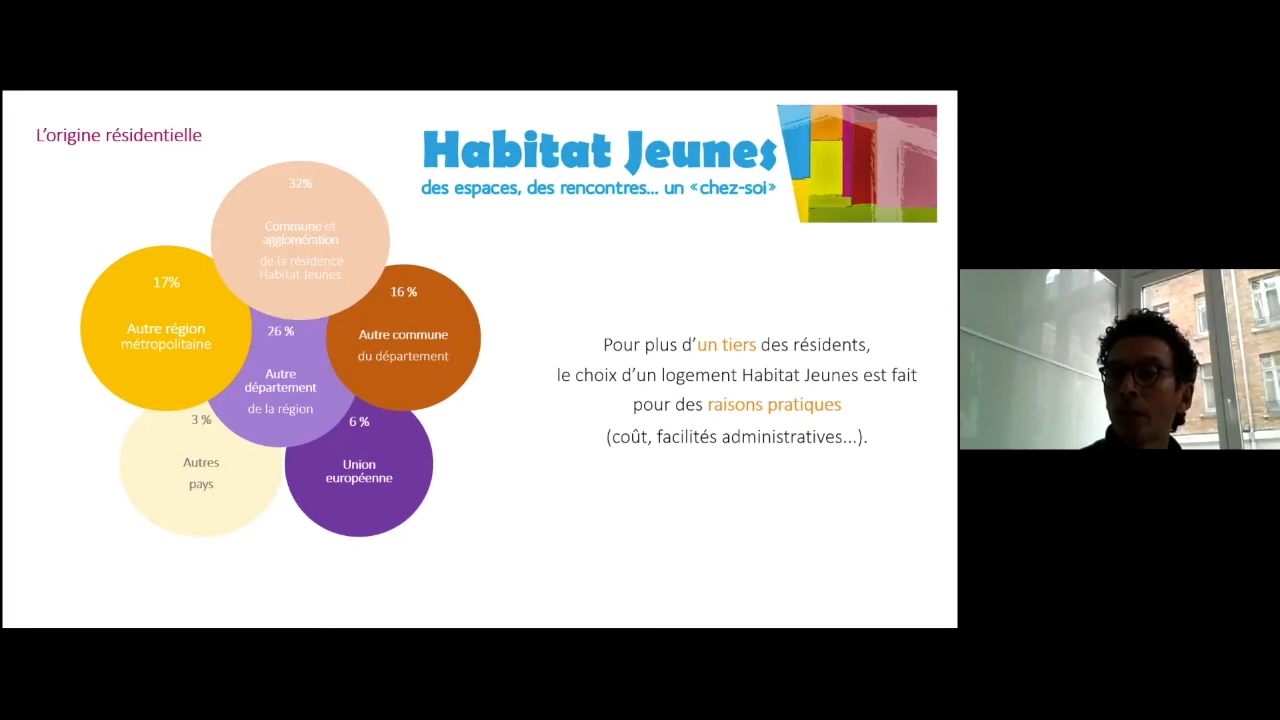 L'origine résidentielle
Habitat Jeunes
des espaces, des rencontres... un «chez-soi»
32%
Commune et
agglomération
de la résidence
Habitat Jeunes
17%
Autre région
métropolitaine
16 %
Autre commune
du département
26 %
Autre
département
de la région
3 %
Autres
pays
6 %
Union
européenne
Pour plus d'un tiers des résidents,
le choix d'un logement Habitat Jeunes est fait
pour des raisons pratiques
(coût, facilités administratives...).